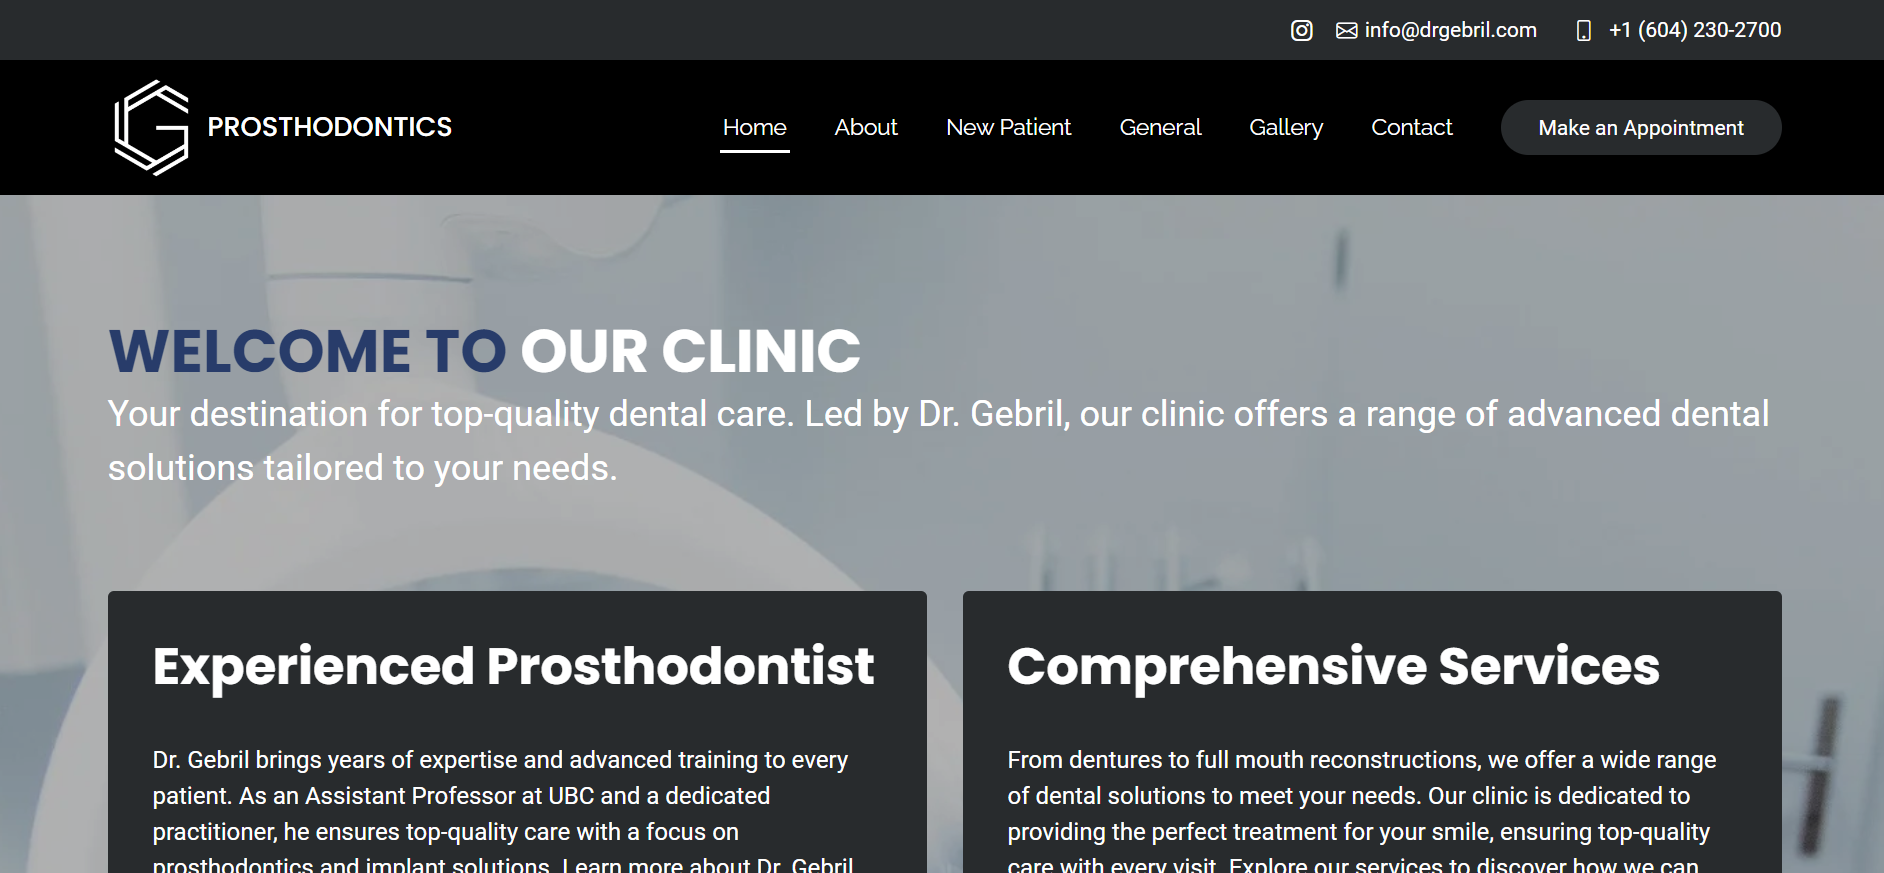 info@drgebril.com +1 (604) 230-2700
PROSTHODONTICS Home About New Patient General Gallery Contact Make an Appointment
WELCOME TO OUR CLINIC
Your destination for top-quality dental care. Led by Dr. Gebril, our clinic offers a range of advanced dental
solutions tailored to your needs.
Experienced Prosthodontist
Dr. Gebril brings years of expertise and advanced training to every
patient. As an Assistant Professor at UBC and a dedicated
practitioner, he ensures top-quality care with a focus on
prosthodontics and implant solutions. Learn more about Dr. Gebril
Comprehensive Services
From dentures to full mouth reconstructions, we offer a wide range
of dental solutions to meet your needs. Our clinic is dedicated to
providing the perfect treatment for your smile, ensuring top-quality
care with every visit. Explore our services to discover how we can